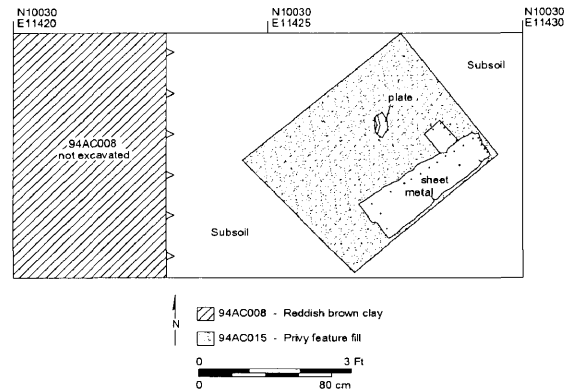 N10030
E11420
N10030
E11425
N10030
E11430
Subsoil
plate
94AC008
not excavated
sheet
metal
Subsoil
94AC008 - Reddish brown clay
N
94AC015 - Privy feature fill
0 3 Ft
0 80 cm